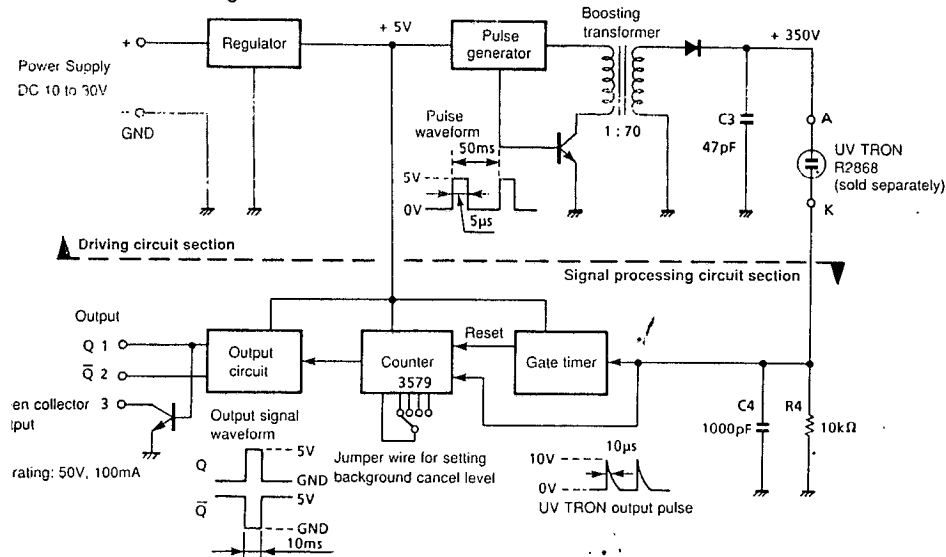 Boosting
transformer
+ 5V
+ 350V
+
Regulator
Pulse
generator
Power Supply
DC 10 to 30V
-
GND
Pulse
waveform
50ms
5V
0V
5µs
1 : 70
C3
47pF
A
UV TRON
R2868
(sold separately)
K
Driving circuit section
Signal processing circuit section
Output
Q 1
Q̅ 2
en collector 3
tput
rating: 50V, 100mA
Output
circuit
Counter
3579
Reset
Gate timer
C4
1000pF
R4
10kΩ
Output signal
waveform
Q
5V
GND
Q̅
5V
GND
10ms
Jumper wire for setting
background cancel level
10V
10µs
0V
UV TRON output pulse